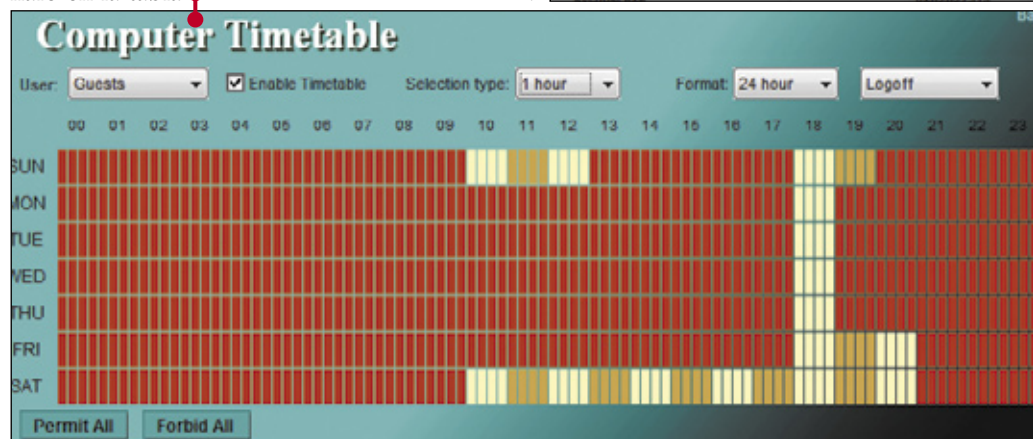 Computer Timetable
User: Guests Enable Timetable Selection type: 1 hour Format: 24 hour Logoff
00 01 02 03 04 05 06 07 08 09 10 11 12 13 14 15 16 17 18 19 20 21 22 23
SUN
MON
TUE
WED
THU
FRI
SAT
Permit All Forbid All